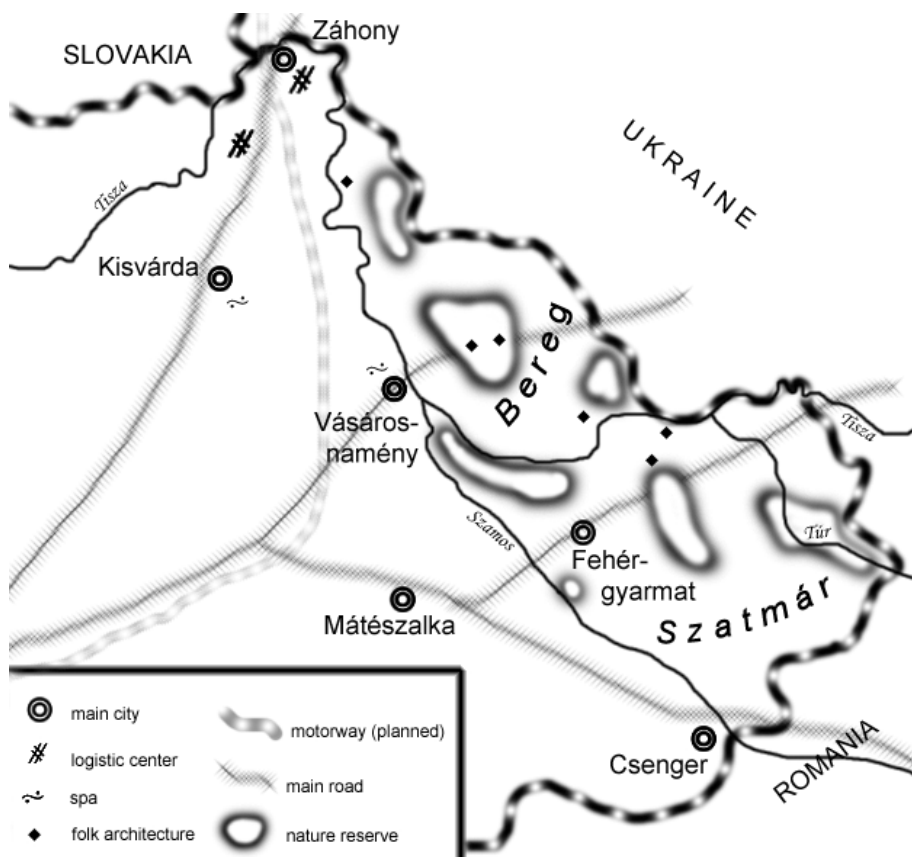 Záhony
SLOVAKIA
UKRAINE
Tisza
Kisvárda
Bereg
Vásáros-
namény
Tisza
Szamos
Túr
Fehér-
gyarmat
Mátészalka
Szatmár
Csenger
ROMANIA
main city
logistic center
spa
folk architecture
motorway (planned)
main road
nature reserve